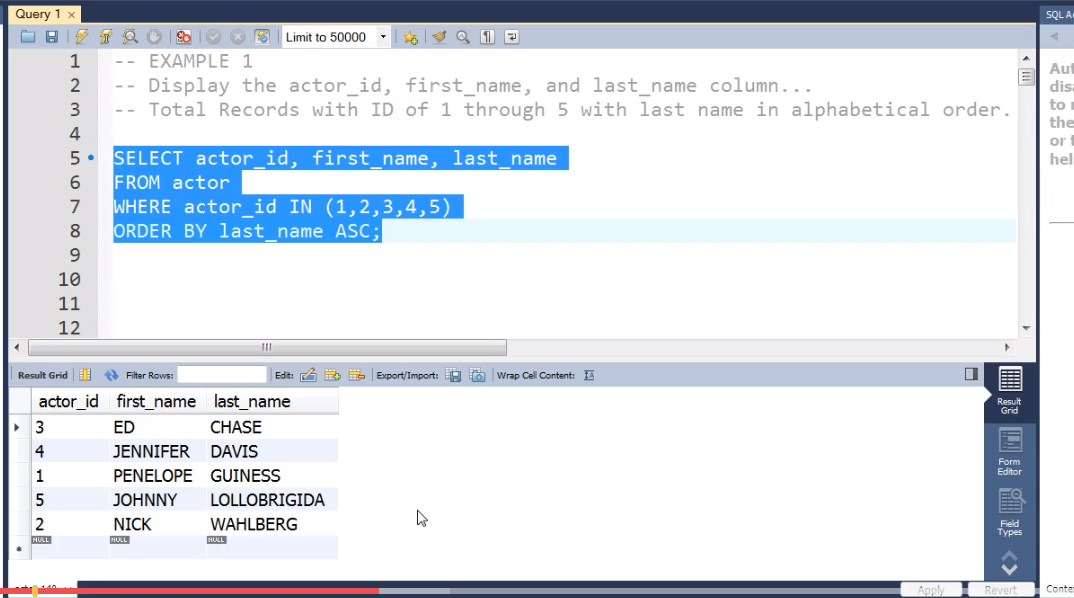 Query 1
SQL A
Limit to 50000
1 -- EXAMPLE 1
2 -- Display the actor_id, first_name, and last_name column...
3 -- Total Records with ID of 1 through 5 with last name in alphabetical order.
4
5 SELECT actor_id, first_name, last_name
6 FROM actor
7 WHERE actor_id IN (1,2,3,4,5)
8 ORDER BY last_name ASC;
9
10
11
12
Aut
disa
to
the
or t
hel
Result Grid Filter Rows: Edit: Export/Import: Wrap Cell Content:
actor_id first_name last_name
3 ED CHASE
4 JENNIFER DAVIS
1 PENELOPE GUINESS
5 JOHNNY LOLLOBRIGIDA
2 NICK WAHLBERG
NULL NULL NULL
Result
Grid
Form
Editor
Field
Types
Apply Revert
Conte